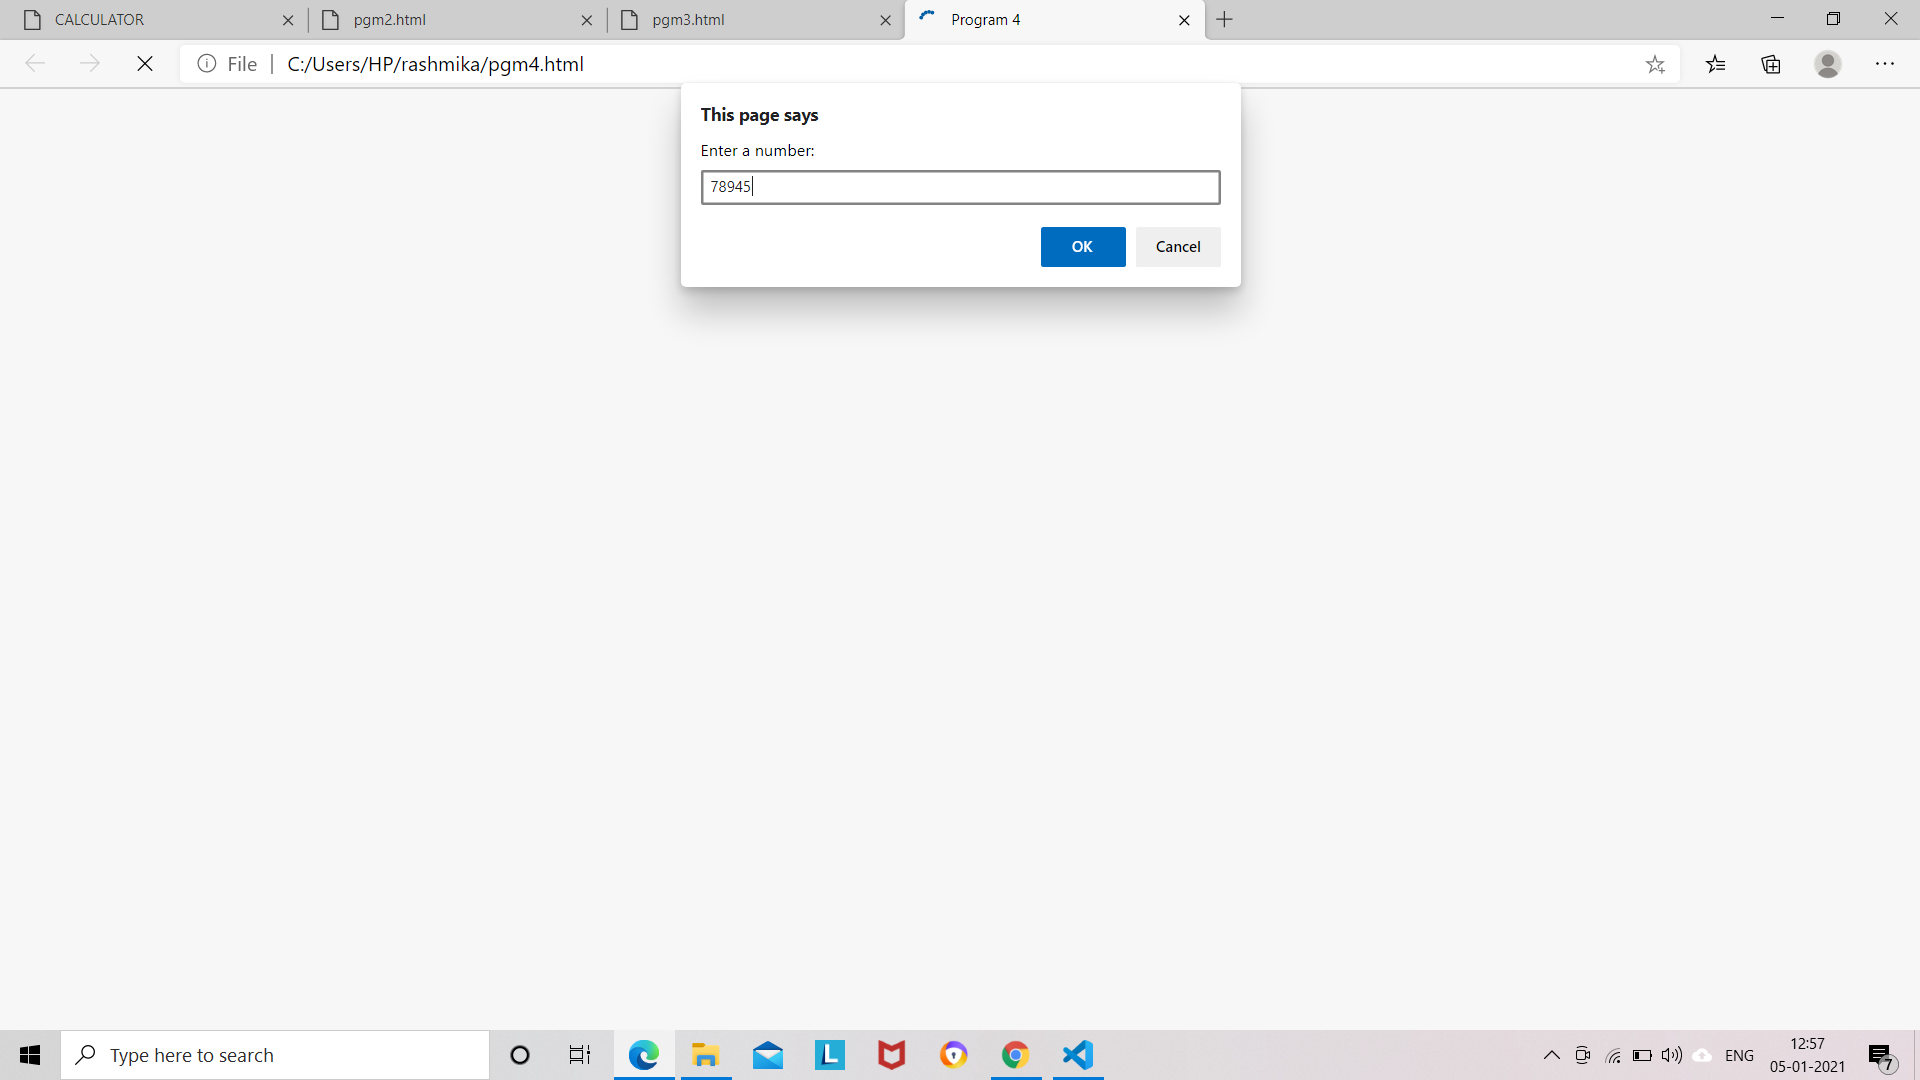 CALCULATOR
pgm2.html
pgm3.html
Program 4
File
C:/Users/HP/rashmika/pgm4.html
This page says
Enter a number:
78945
OK
Cancel
Type here to search
L
ENG
12:57
05-01-2021
7